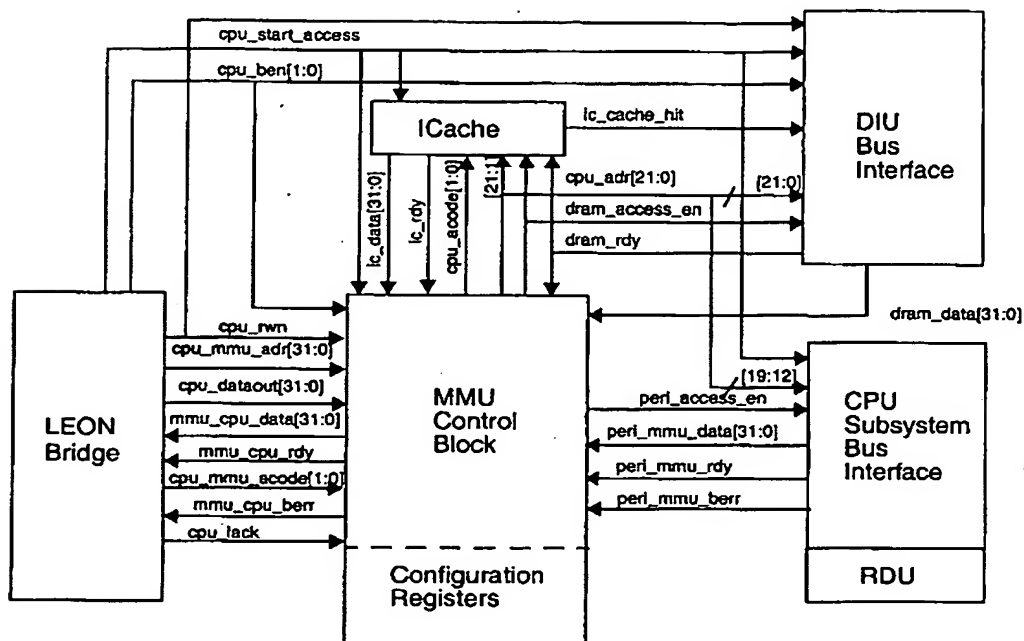 cpu_start_access
cpu_ben[1:0]
ICache
ic_cache_hit
DIU
Bus
Interface
ic_data[31:0]
ic_rdy
cpu_acode[1:0]
cpu_adr[21:0]
[21:0]
dram_access_en
dram_rdy
dram_data[31:0]
cpu_rwn
cpu_mmu_adr[31:0]
cpu_dataout[31:0]
mmu_cpu_data[31:0]
mmu_cpu_rdy
cpu_mmu_acode[1:0]
mmu_cpu_berr
cpu_iack
LEON
Bridge
MMU
Control
Block
Configuration
Registers
[19:12]
peri_access_en
peri_mmu_data[31:0]
peri_mmu_rdy
peri_mmu_berr
CPU
Subsystem
Bus
Interface
RDU